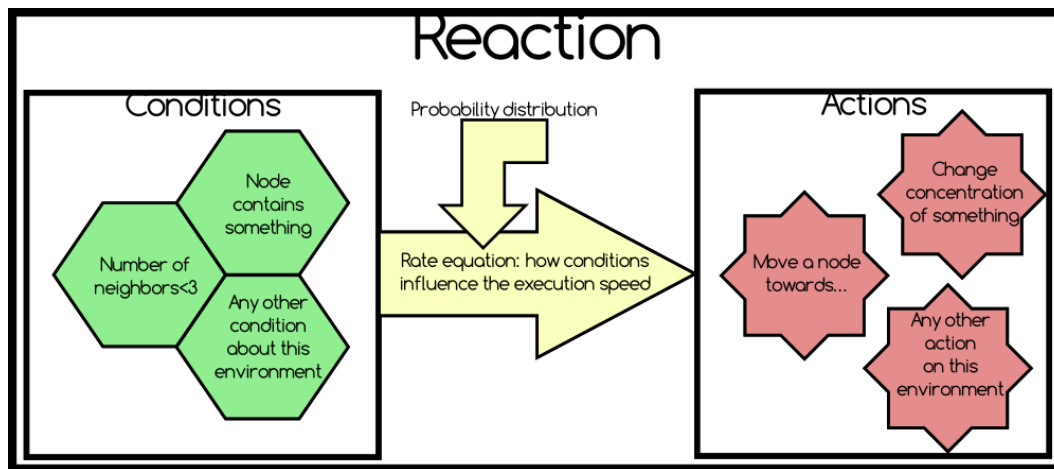 Reaction
Conditions
Node
contains
something
Number of
neighbors<3
Any other
condition
about this
environment
Probability distribution
Rate equation: how conditions
influence the execution speed
Actions
Change
concentration
of something
Move a node
towards...
Any other
action
on this
environment